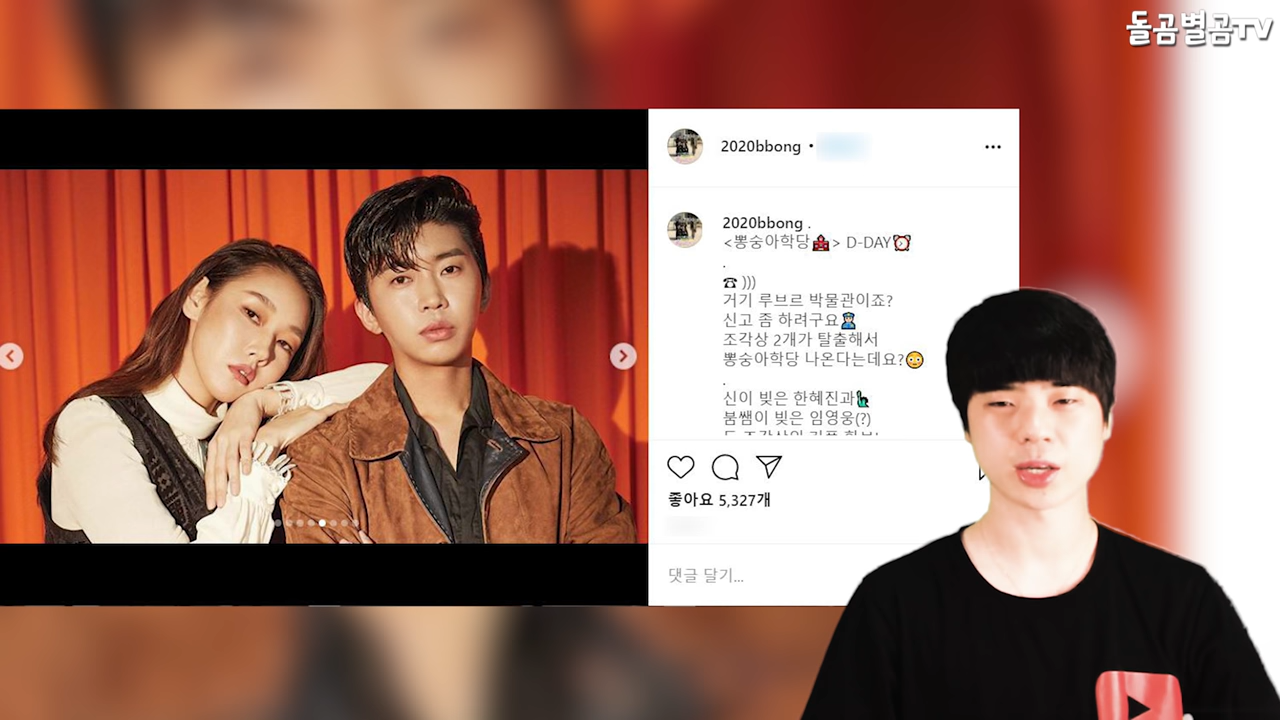 돌곰별곰TV
2020bbong •
2020bbong .
<뽕숭아학당🏫> D-DAY⏰
.
☎ )))
거기 루브르 박물관이죠?
신고 좀 하려구요👮🏻
조각상 2개가 탈출해서
뽕숭아학당 나온다는데요?😳
.
신이 빚은 한혜진과🗽
붐쌤이 빚은 임영웅(?)
좋아요 5,327개
댓글 달기...